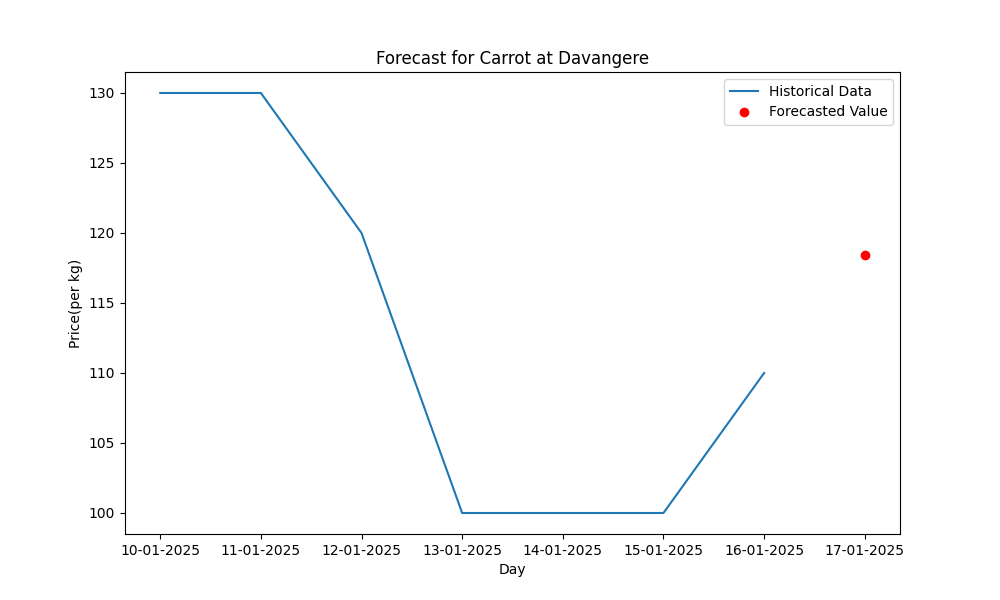 Forecast for Carrot at Davangere
Historical Data
Forecasted Value
Price(per kg)
130
125
120
115
110
105
100
10-01-2025 11-01-2025 12-01-2025 13-01-2025 14-01-2025 15-01-2025 16-01-2025 17-01-2025
Day